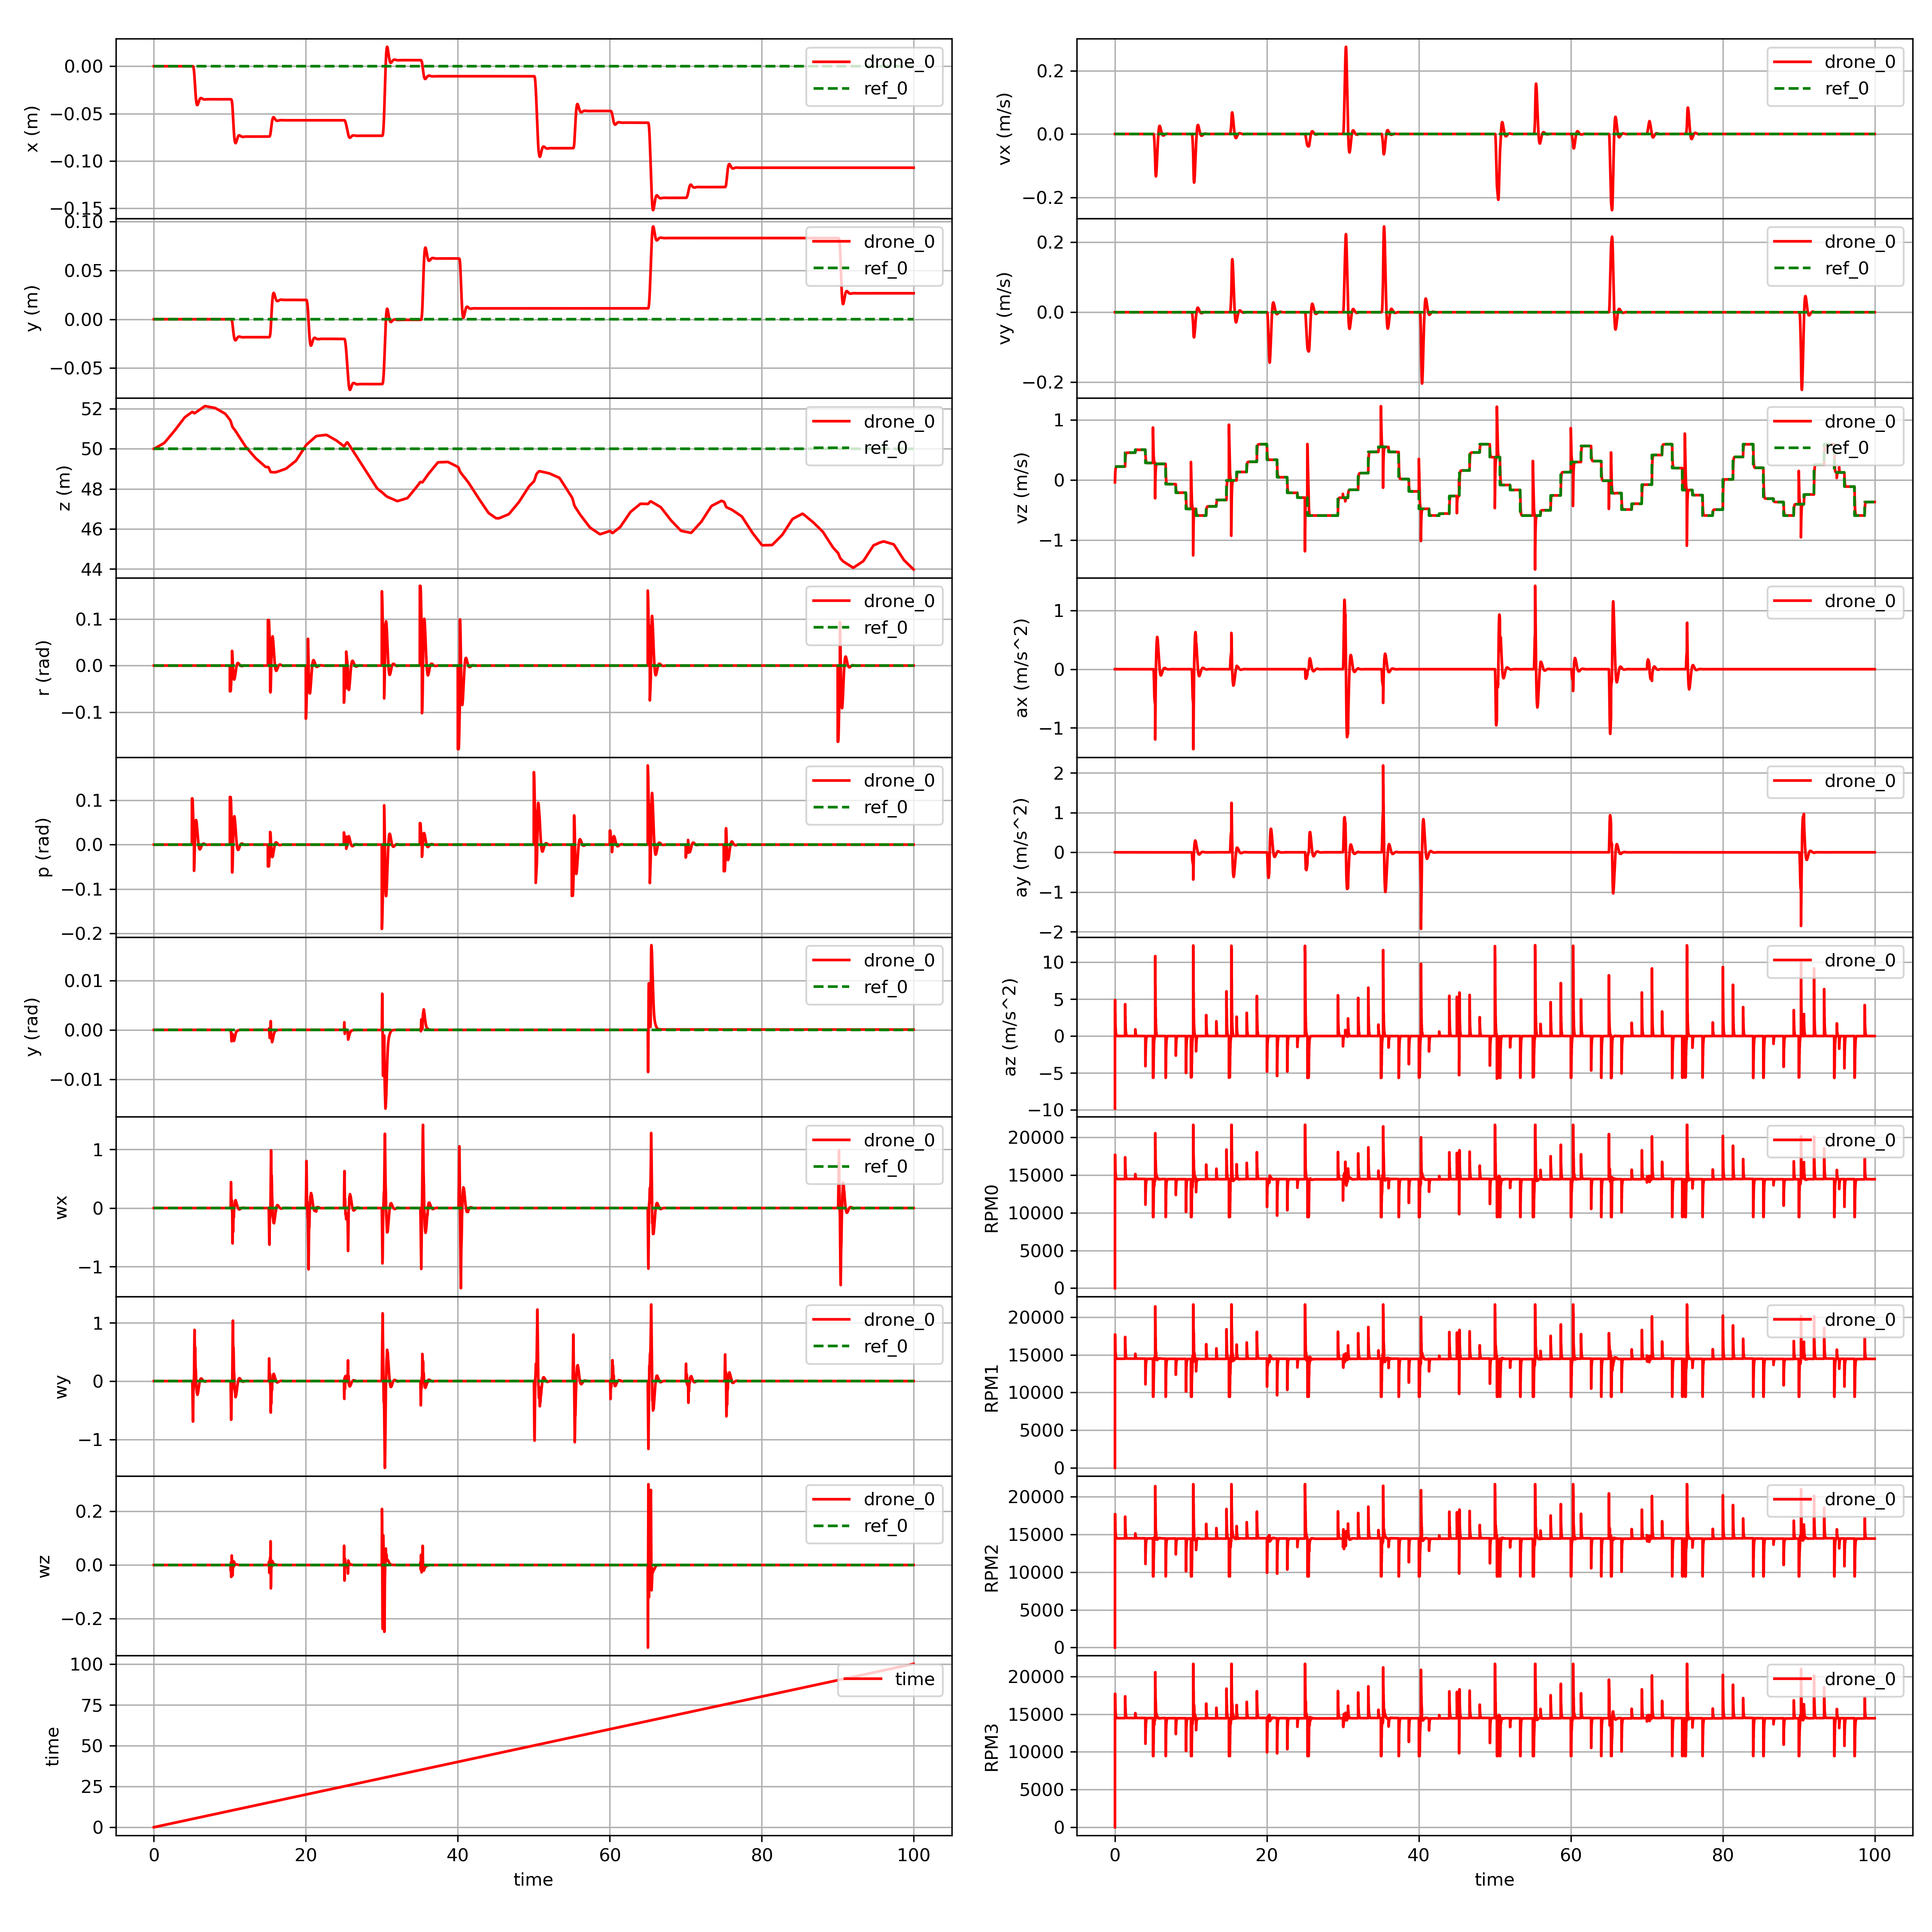 0.00
−0.05
−0.10
−0.15
x (m)
drone_0
ref_0
0.10
0.05
0.00
−0.05
y (m)
drone_0
ref_0
52
50
48
46
44
z (m)
drone_0
ref_0
0.1
0.0
−0.1
r (rad)
drone_0
ref_0
0.1
0.0
−0.1
−0.2
p (rad)
drone_0
ref_0
0.01
0.00
−0.01
y (rad)
drone_0
ref_0
1
0
−1
wx
drone_0
ref_0
1
0
−1
wy
drone_0
ref_0
0.2
0.0
−0.2
wz
drone_0
ref_0
100
75
50
25
0
time
time
0 20 40 60 80 100
time
0.2
0.0
−0.2
vx (m/s)
drone_0
ref_0
0.2
0.0
−0.2
vy (m/s)
drone_0
ref_0
1
0
−1
vz (m/s)
drone_0
ref_0
1
0
−1
ax (m/s^2)
drone_0
2
1
0
−1
−2
ay (m/s^2)
drone_0
10
5
0
−5
−10
az (m/s^2)
drone_0
20000
15000
10000
5000
0
RPM0
drone_0
20000
15000
10000
5000
0
RPM1
drone_0
20000
15000
10000
5000
0
RPM2
drone_0
20000
15000
10000
5000
0
RPM3
drone_0
0 20 40 60 80 100
time